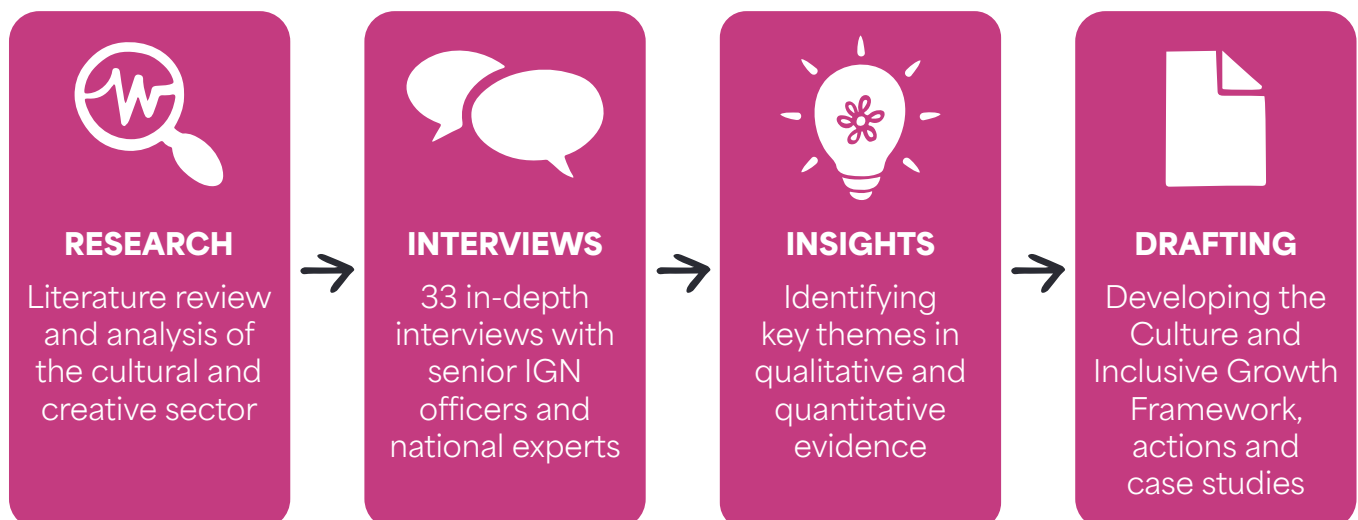 RESEARCH
Literature review
and analysis of
the cultural and
creative sector
INTERVIEWS
33 in-depth
interviews with
senior IGN
officers and
national experts
INSIGHTS
Identifying
key themes in
qualitative and
quantitative
evidence
DRAFTING
Developing the
Culture and
Inclusive Growth
Framework,
actions and
case studies